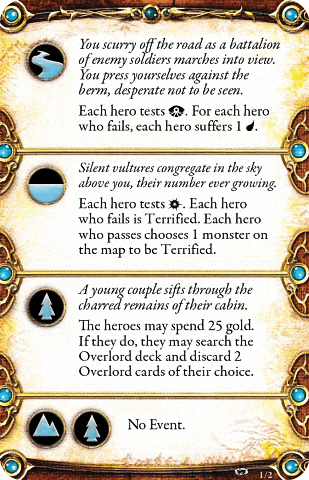 You scurry off the road as a battalion
of enemy soldiers marches into view.
You press yourselves against the
berm, desperate not to be seen.
Each hero tests . For each hero
who fails, each hero suffers 1 .
Silent vultures congregate in the sky
above you, their number ever growing.
Each hero tests . Each hero
who fails is Terrified. Each hero
who passes chooses 1 monster on
the map to be Terrified.
A young couple sifts through the
charred remains of their cabin.
The heroes may spend 25 gold.
If they do, they may search the
Overlord deck and discard 2
Overlord cards of their choice.
No Event.
1/2